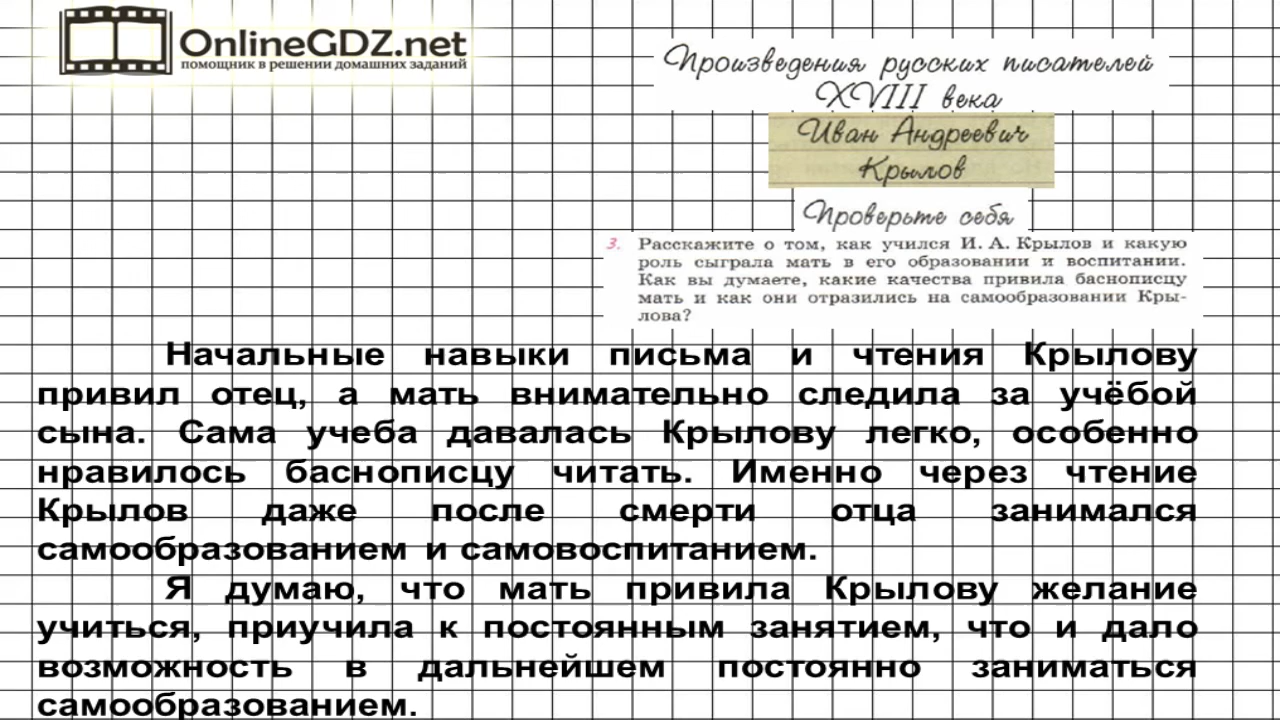 OnlineGDZ.net
помощник в решении домашних заданий
Произведения русских писателей
XVIII века
Иван Андреевич
Крылов
Проверьте себя
3. Расскажите о том, как учился И. А. Крылов и какую
роль сыграла мать в его образовании и воспитании.
Как вы думаете, какие качества привила баснописцу
мать и как они отразились на самообразовании Кры-
лова?
Начальные навыки письма и чтения Крылову
привил отец, а мать внимательно следила за учёбой
сына. Сама учеба давалась Крылову легко, особенно
нравилось баснописцу читать. Именно через чтение
Крылов даже после смерти отца занимался
самообразованием и самовоспитанием.
Я думаю, что мать привила Крылову желание
учиться, приучила к постоянным занятием, что и дало
возможность в дальнейшем постоянно заниматься
самообразованием.